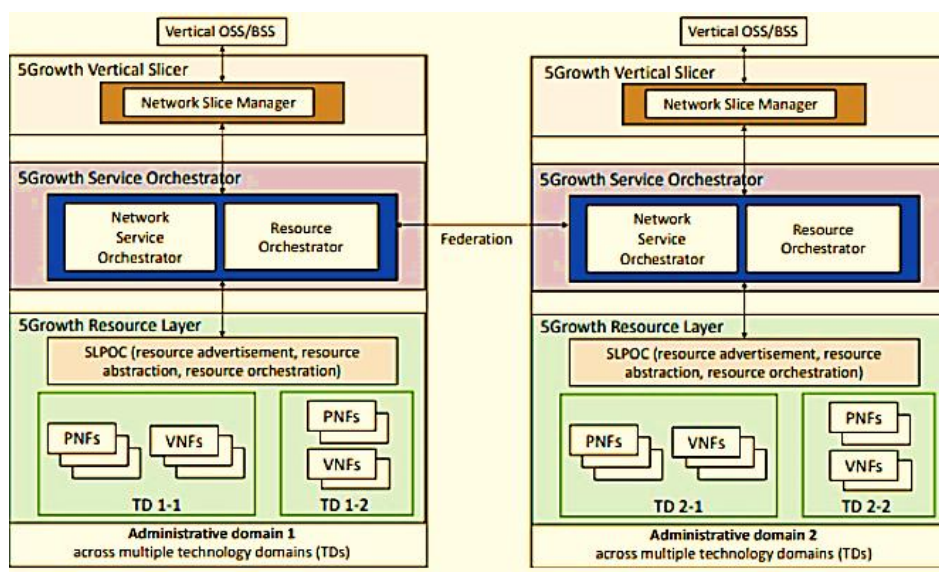 Vertical OSS/BSS
5Growth Vertical Slicer
Network Slice Manager
5Growth Service Orchestrator
Network
Service
Orchestrator
Resource
Orchestrator
5Growth Resource Layer
SLPOC (resource advertisement, resource
abstraction, resource orchestration)
PNFs
VNFs
TD 1-1
PNFs
VNFs
TD 1-2
Administrative domain 1
across multiple technology domains (TDs)
Federation
Vertical OSS/BSS
5Growth Vertical Slicer
Network Slice Manager
5Growth Service Orchestrator
Network
Service
Orchestrator
Resource
Orchestrator
5Growth Resource Layer
SLPOC (resource advertisement, resource
abstraction, resource orchestration)
PNFs
VNFs
TD 2-1
PNFs
VNFs
TD 2-2
Administrative domain 2
across multiple technology domains (TDs)